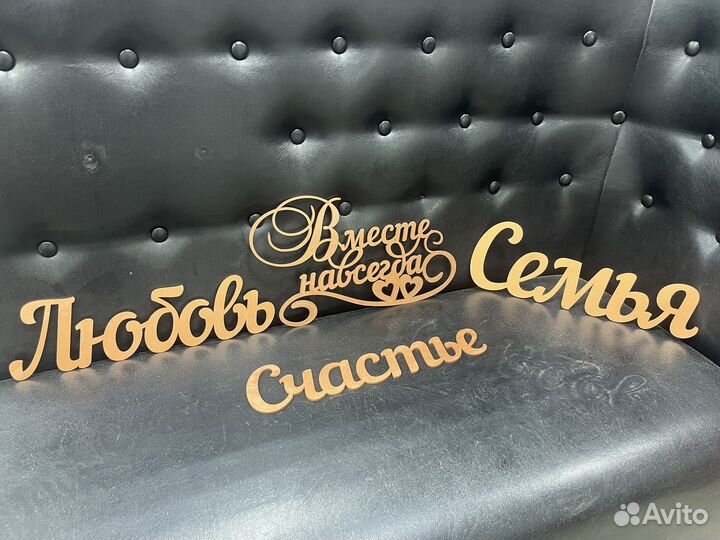 Любовь
Вместе
навсегда
Семья
Счастье
Avito